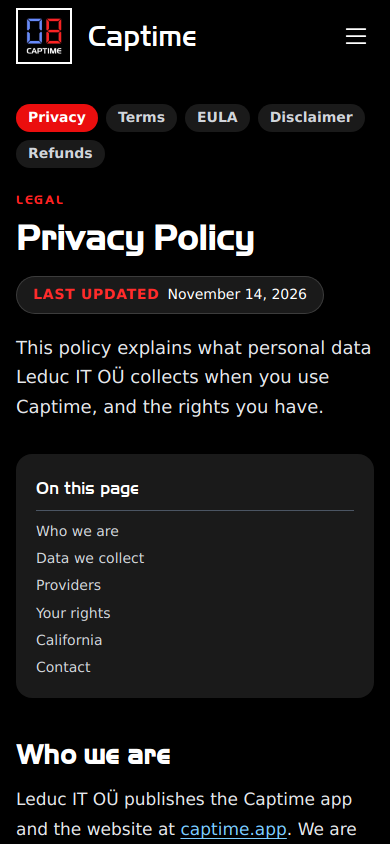 08
CAPTIME
Captime
Privacy
Terms
EULA
Disclaimer
Refunds
LEGAL
Privacy Policy
LAST UPDATED November 14, 2026
This policy explains what personal data
Leduc IT OÜ collects when you use
Captime, and the rights you have.
On this page
Who we are
Data we collect
Providers
Your rights
California
Contact
Who we are
Leduc IT OÜ publishes the Captime app
and the website at captime.app. We are